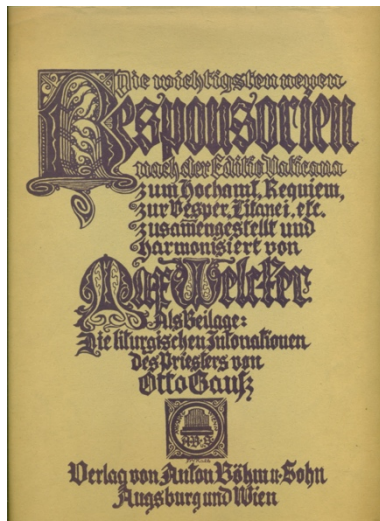 Die wichtigsten neuen
Responsorien
nach der Editio Vaticana
zum Hochamt, Requiem,
zur Vesper, Litanei, etc.
zusam̄engestellt und
harmonisiert von
Max Welcker.
Als Beilage:
Die liturgischen Intonationen
des Priesters von
Otto Gauß
Verlag von Anton Böhm u. Sohn
Augsburg und Wien